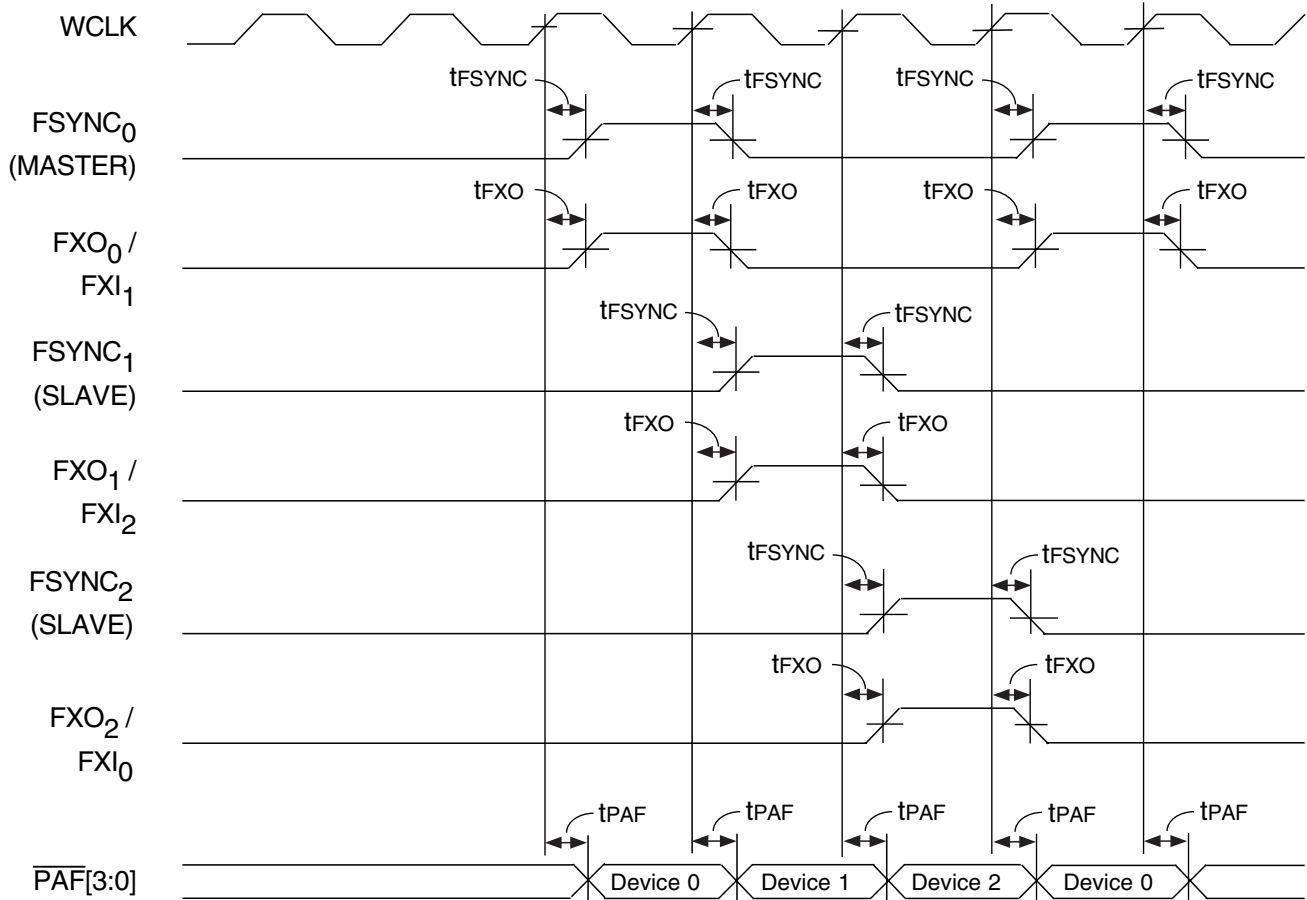 WCLK
tFSYNC tFSYNC tFSYNC tFSYNC
FSYNC0
(MASTER)
tFXO tFXO tFXO tFXO
FXO0 /
FXI1
tFSYNC tFSYNC
FSYNC1
(SLAVE)
tFXO tFXO
FXO1 /
FXI2
tFSYNC tFSYNC
FSYNC2
(SLAVE)
tFXO tFXO
FXO2 /
FXI0
tPAF tPAF tPAF tPAF tPAF
PAF[3:0] Device 0 Device 1 Device 2 Device 0